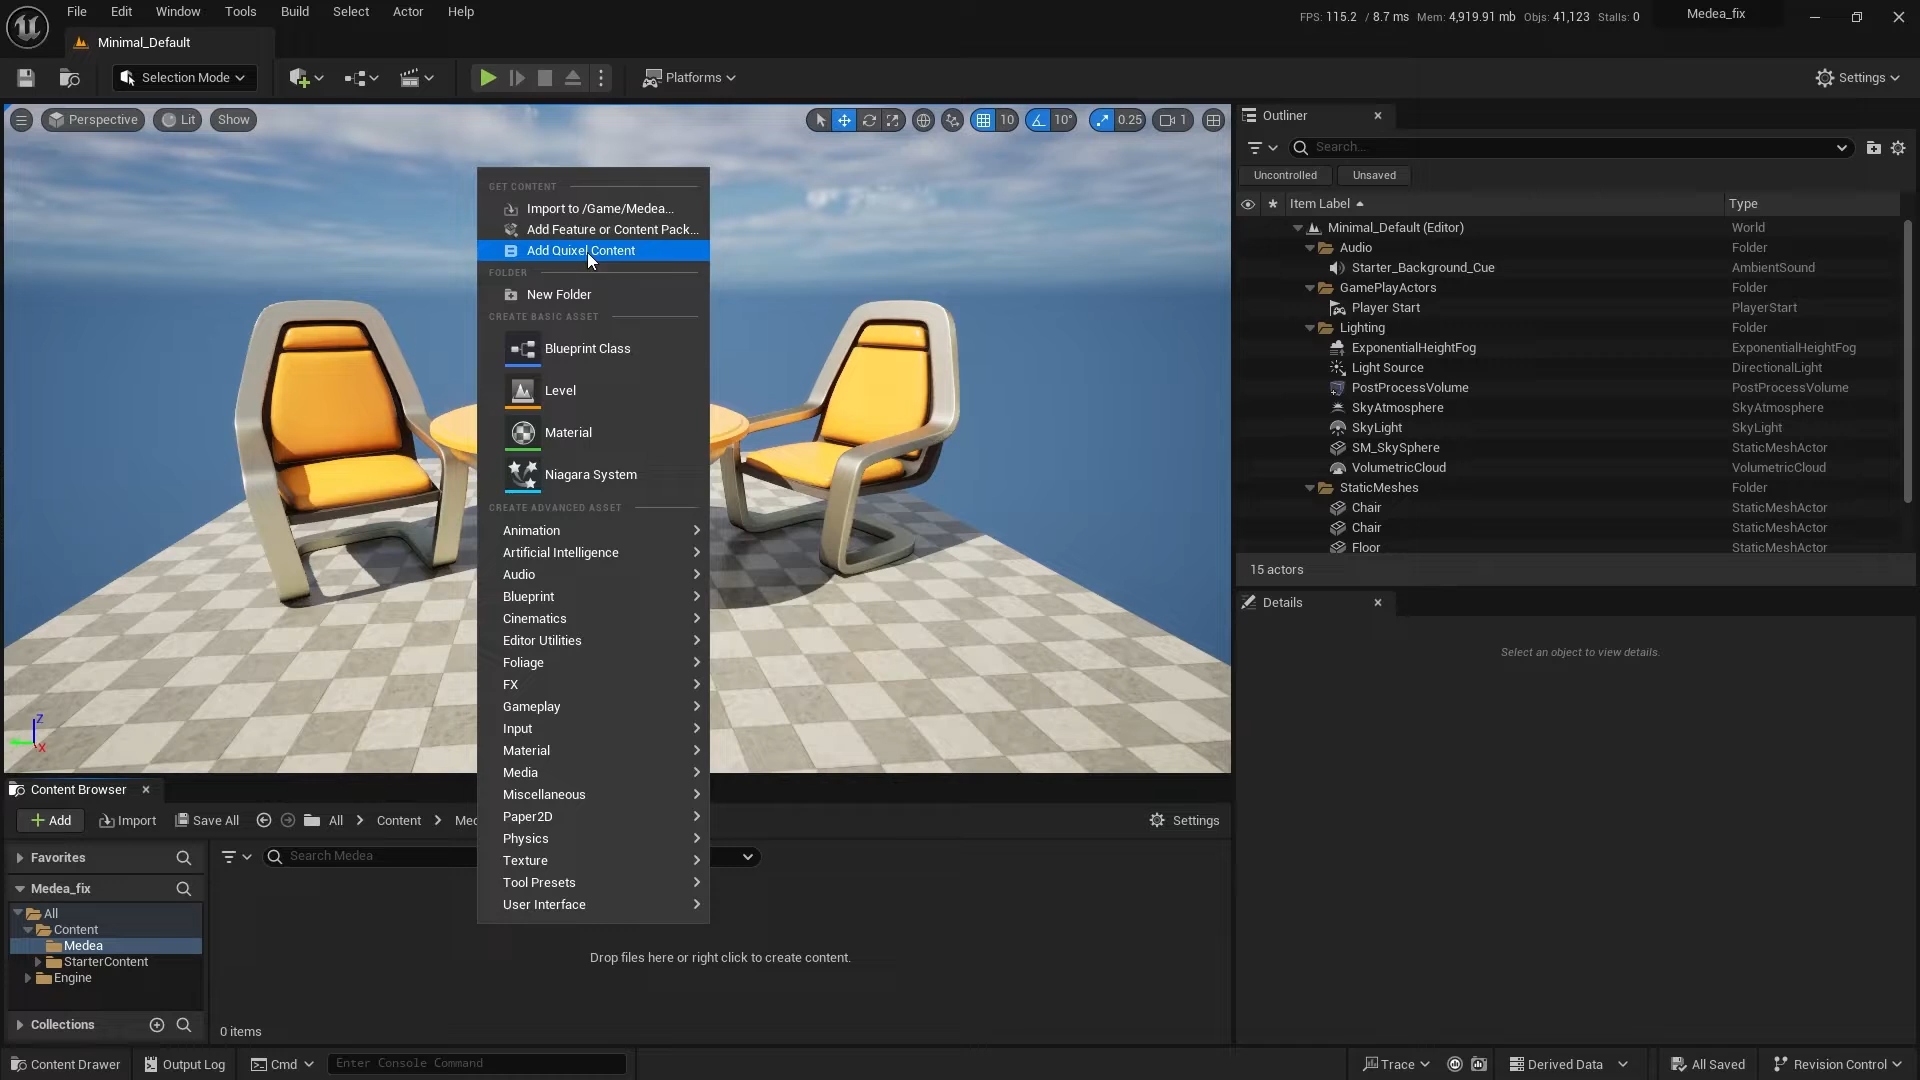 File Edit Window Tools Build Select Actor Help
FPS: 115.2 / 8.7 ms Mem: 4,919.91 mb Objs: 41,123 Stalls: 0
Medea_fix
Minimal_Default
Selection Mode
Platforms
Settings
Perspective Lit Show
10 10° 0.25 1
GET CONTENT
Import to /Game/Medea...
Add Feature or Content Pack...
Add Quixel Content
FOLDER
New Folder
CREATE BASIC ASSET
Blueprint Class
Level
Material
Niagara System
CREATE ADVANCED ASSET
Animation
Artificial Intelligence
Audio
Blueprint
Cinematics
Editor Utilities
Foliage
FX
Gameplay
Input
Material
Media
Miscellaneous
Paper2D
Physics
Texture
Tool Presets
User Interface
Z
X
Outliner
Search...
Uncontrolled Unsaved
Item Label Type
Minimal_Default (Editor) World
Audio Folder
Starter_Background_Cue AmbientSound
GamePlayActors Folder
Player Start PlayerStart
Lighting Folder
ExponentialHeightFog ExponentialHeightFog
Light Source DirectionalLight
PostProcessVolume PostProcessVolume
SkyAtmosphere SkyAtmosphere
SkyLight SkyLight
SM_SkySphere StaticMeshActor
VolumetricCloud VolumetricCloud
StaticMeshes Folder
Chair StaticMeshActor
Chair StaticMeshActor
Floor StaticMeshActor
15 actors
Details
Select an object to view details.
Content Browser
Add Import Save All All Content Med
Settings
Favorites
Search Medea
Medea_fix
All
Content
Medea
StarterContent
Engine
Drop files here or right click to create content.
Collections
0 items
Content Drawer Output Log Cmd Enter Console Command
Trace Derived Data All Saved Revision Control